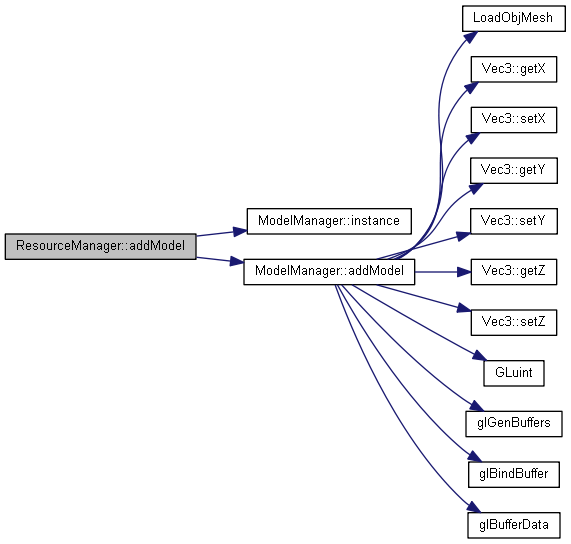 ResourceManager::addModel
ModelManager::instance
ModelManager::addModel
LoadObjMesh
Vec3::getX
Vec3::setX
Vec3::getY
Vec3::setY
Vec3::getZ
Vec3::setZ
GLuint
glGenBuffers
glBindBuffer
glBufferData